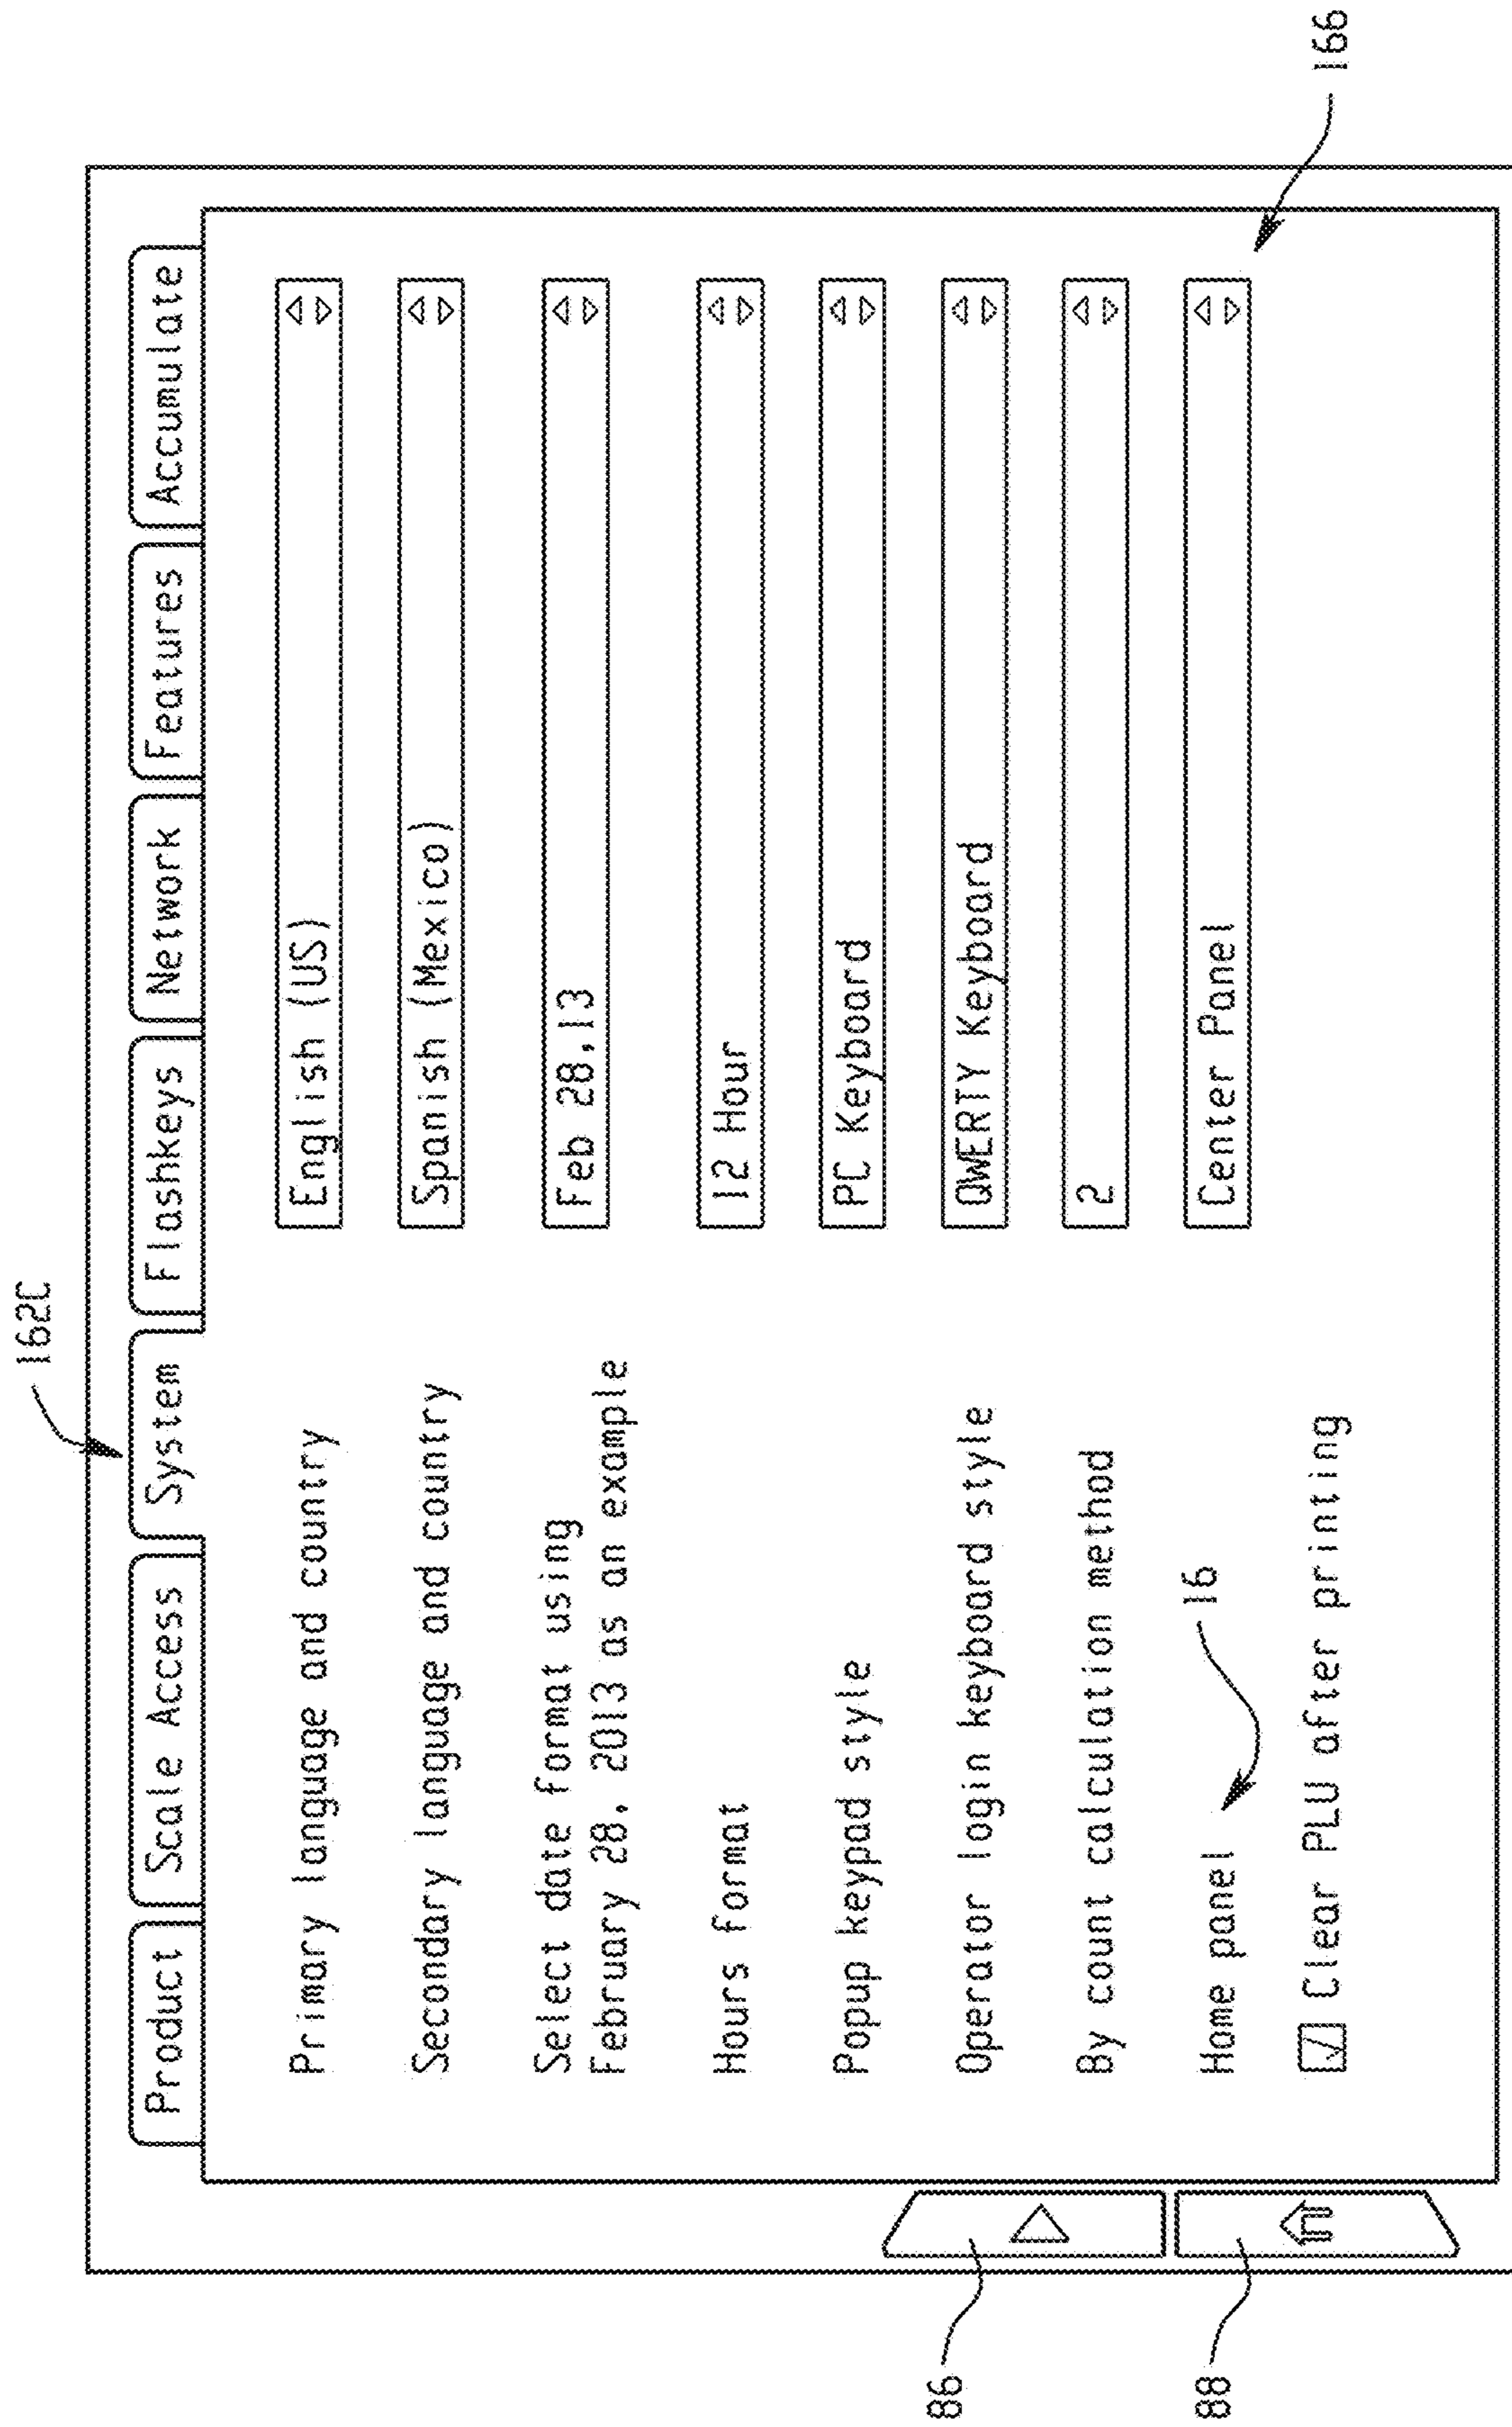 162C
Product Scale Access System Flashkeys Network Features Accumulate
Primary language and country English (US)
Secondary language and country Spanish (Mexico)
Select date format using
February 28, 2013 as an example Feb 28,13
Hours format 12 Hour
Popup keypad style PC Keyboard
Operator login keyboard style QWERTY Keyboard
By count calculation method 2
Home panel Center Panel
16
Clear PLU after printing
86
88
166